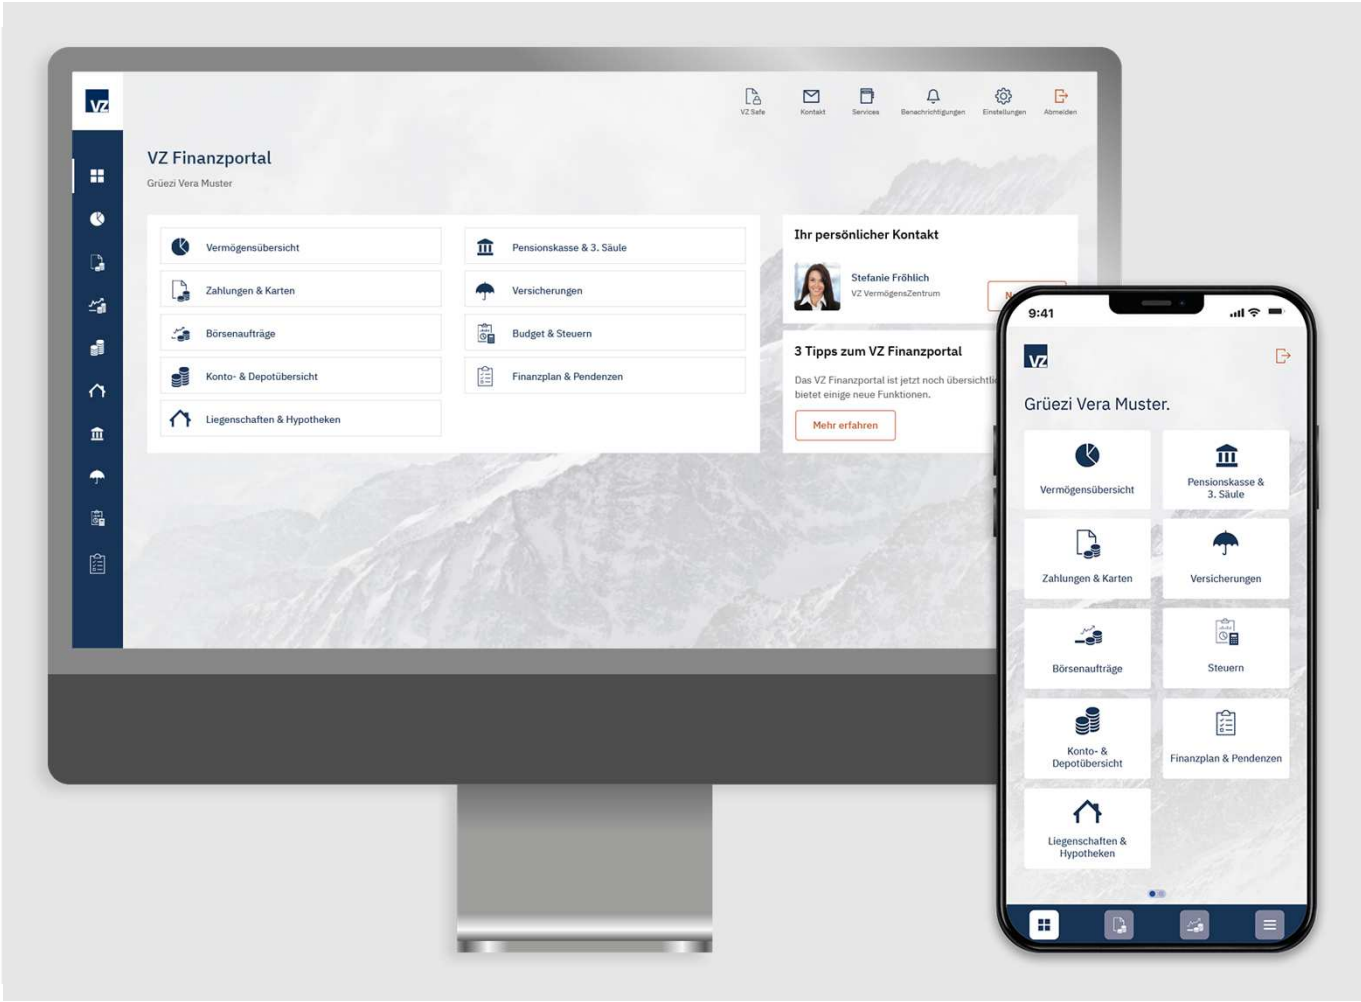 VZ
VZ Safe
Kontakt
Services
Benachrichtigungen
Einstellungen
Abmelden
VZ Finanzportal
Grüezi Vera Muster
Vermögensübersicht
Pensionskasse & 3. Säule
Zahlungen & Karten
Versicherungen
Börsenaufträge
Budget & Steuern
Konto- & Depotübersicht
Finanzplan & Pendenzen
Liegenschaften & Hypotheken
Ihr persönlicher Kontakt
Stefanie Fröhlich
VZ VermögensZentrum
3 Tipps zum VZ Finanzportal
Das VZ Finanzportal ist jetzt noch
bietet einige neue Funktionen.
Mehr erfahren
9:41
VZ
Grüezi Vera Muster.
Vermögensübersicht
Pensionskasse &
3. Säule
Zahlungen & Karten
Versicherungen
Börsenaufträge
Steuern
Konto- &
Depotübersicht
Finanzplan & Pendenzen
Liegenschaften &
Hypotheken